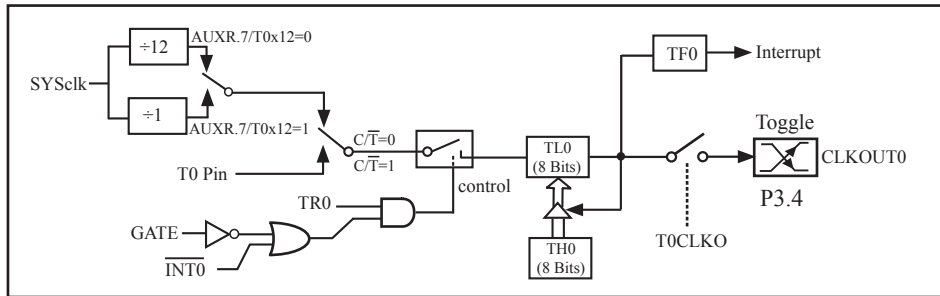 AUXR.7/T0x12=0
÷12
SYSclk
÷1
AUXR.7/T0x12=1
C/T̅=0
C/T̅=1
T0 Pin
control
TR0
GATE
I̅N̅T̅0̅
TL0
(8 Bits)
TH0
(8 Bits)
TF0
Interrupt
Toggle
CLKOUT0
P3.4
T0CLKO